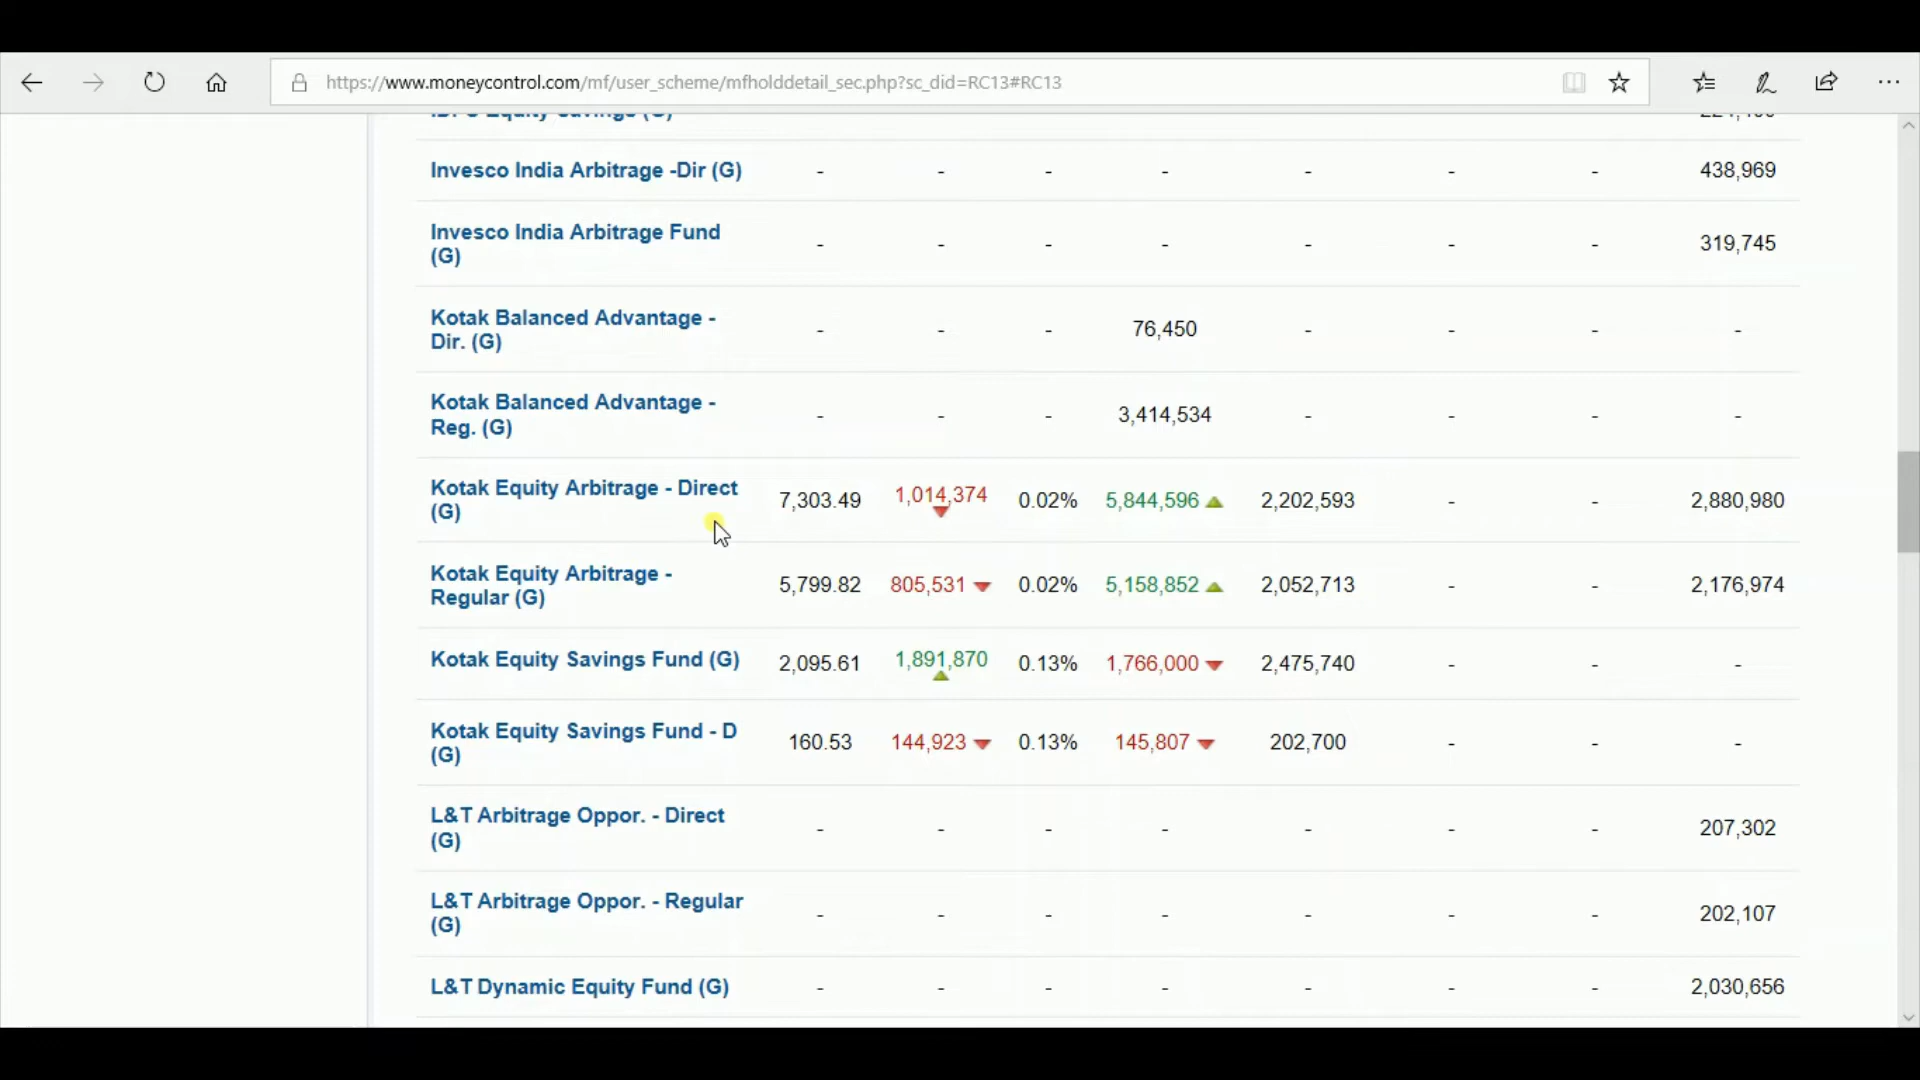 https://www.moneycontrol.com/mf/user_scheme/mfholddetail_sec.php?sc_did=RC13#RC13
Invesco India Arbitrage -Dir (G) - - - - - - - 438,969
Invesco India Arbitrage Fund
(G) - - - - - - - 319,745
Kotak Balanced Advantage -
Dir. (G) - - - 76,450 - - - -
Kotak Balanced Advantage -
Reg. (G) - - - 3,414,534 - - - -
Kotak Equity Arbitrage - Direct
(G) 7,303.49 1,014,374 0.02% 5,844,596 2,202,593 - - 2,880,980
Kotak Equity Arbitrage -
Regular (G) 5,799.82 805,531 0.02% 5,158,852 2,052,713 - - 2,176,974
Kotak Equity Savings Fund (G) 2,095.61 1,891,870 0.13% 1,766,000 2,475,740 - - -
Kotak Equity Savings Fund - D
(G) 160.53 144,923 0.13% 145,807 202,700 - - -
L&T Arbitrage Oppor. - Direct
(G) - - - - - - - 207,302
L&T Arbitrage Oppor. - Regular
(G) - - - - - - - 202,107
L&T Dynamic Equity Fund (G) - - - - - - - 2,030,656